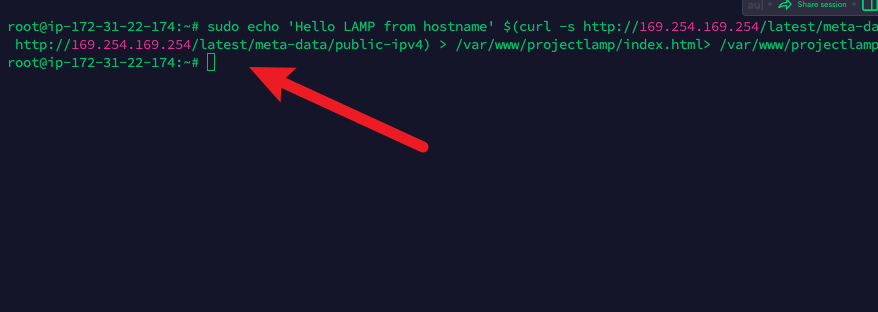 au Share session
root@ip-172-31-22-174:~# sudo echo 'Hello LAMP from hostname' $(curl -s http://169.254.169.254/latest/meta-da
http://169.254.169.254/latest/meta-data/public-ipv4) > /var/www/projectlamp/index.html> /var/www/projectlamp
root@ip-172-31-22-174:~#